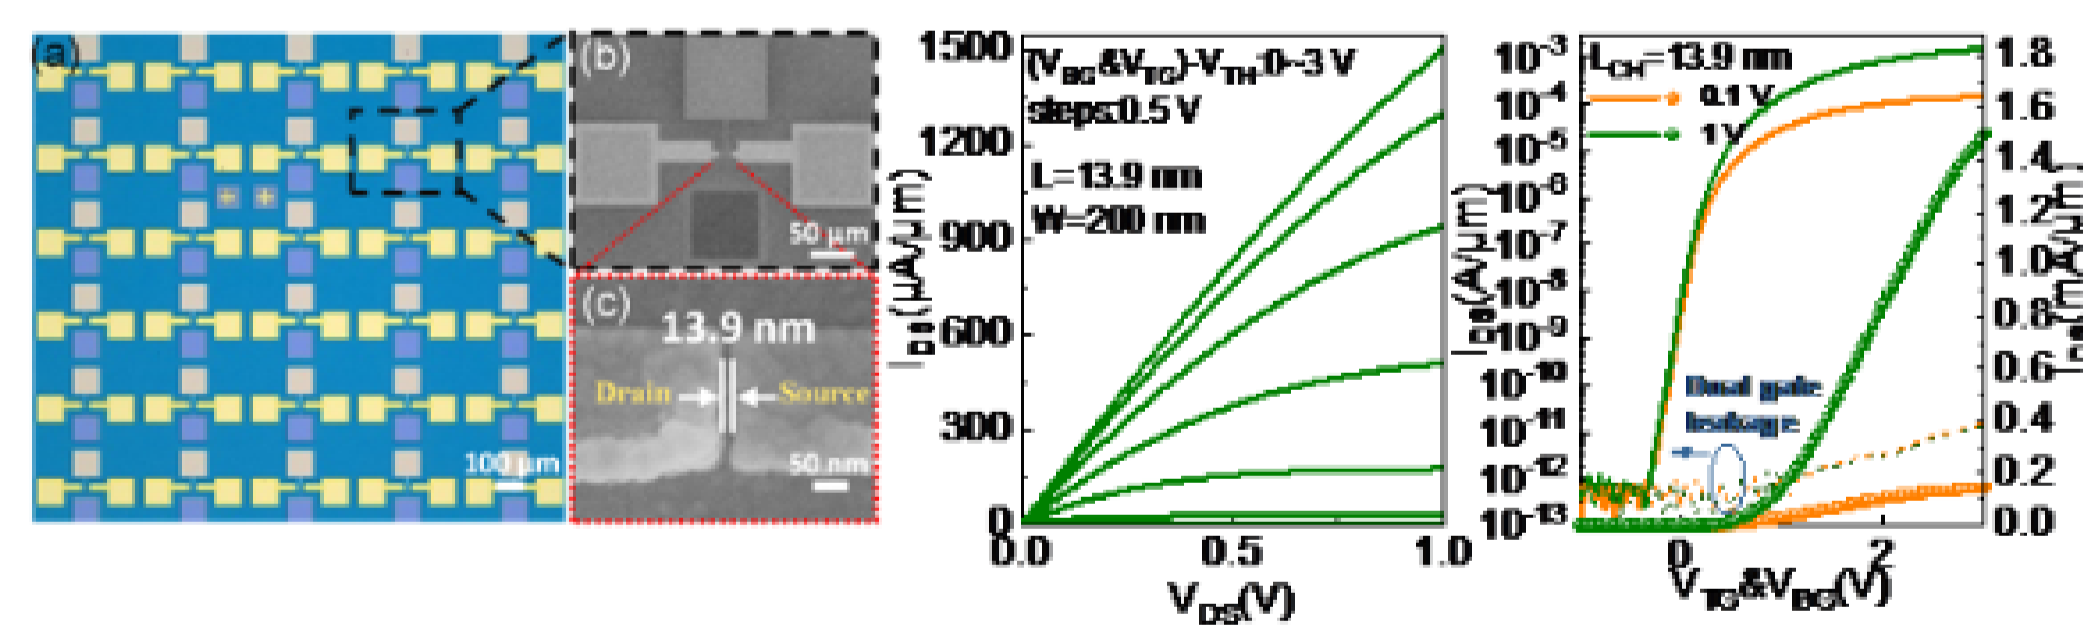 (a)
100 μm
(b)
50 μm
(c)
13.9 nm
Drain
Source
50 nm
1500
1200
900
600
300
0
I_DS(μA/μm)
(V_BG&V_TG)-V_TH:0~3 V
steps:0.5 V
L=13.9 nm
W=200 nm
0.0
0.5
1.0
V_DS(V)
10^-3
10^-4
10^-5
10^-6
10^-7
10^-8
10^-9
10^-10
10^-11
10^-12
10^-13
I_DS(A/μm)
L_CH=13.9 nm
0.1 V
1 V
Dual gate
leakage
1.8
1.6
1.4
1.2
1.0
0.8
0.6
0.4
0.2
0.0
I_DS(mA/μm)
0
2
V_TG&V_BG(V)